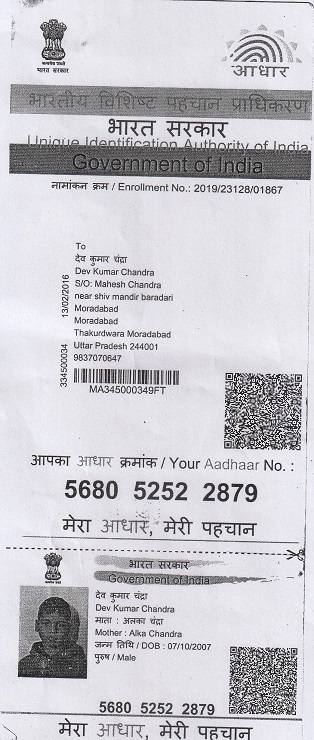 भारत सरकार
आधार
भारतीय विशिष्ट पहचान प्राधिकरण
भारत सरकार
Unique Identification Authority of India
Government of India
नामांकन क्रम / Enrollment No.: 2019/23128/01867
To
देव कुमार चंद्रा
Dev Kumar Chandra
S/O: Mahesh Chandra
near shiv mandir baradari
Moradabad
Moradabad
Thakurdwara Moradabad
Uttar Pradesh 244001
9837070647
13/02/2016
334500034
MA345000349FT
आपका आधार क्रमांक / Your Aadhaar No. :
5680 5252 2879
मेरा आधार, मेरी पहचान
भारत सरकार
Government of India
देव कुमार चंद्रा
Dev Kumar Chandra
माता : अलका चंद्रा
Mother : Alka Chandra
जन्म तिथि / DOB : 07/10/2007
पुरुष / Male
5680 5252 2879
मेरा आधार, मेरी पहचान